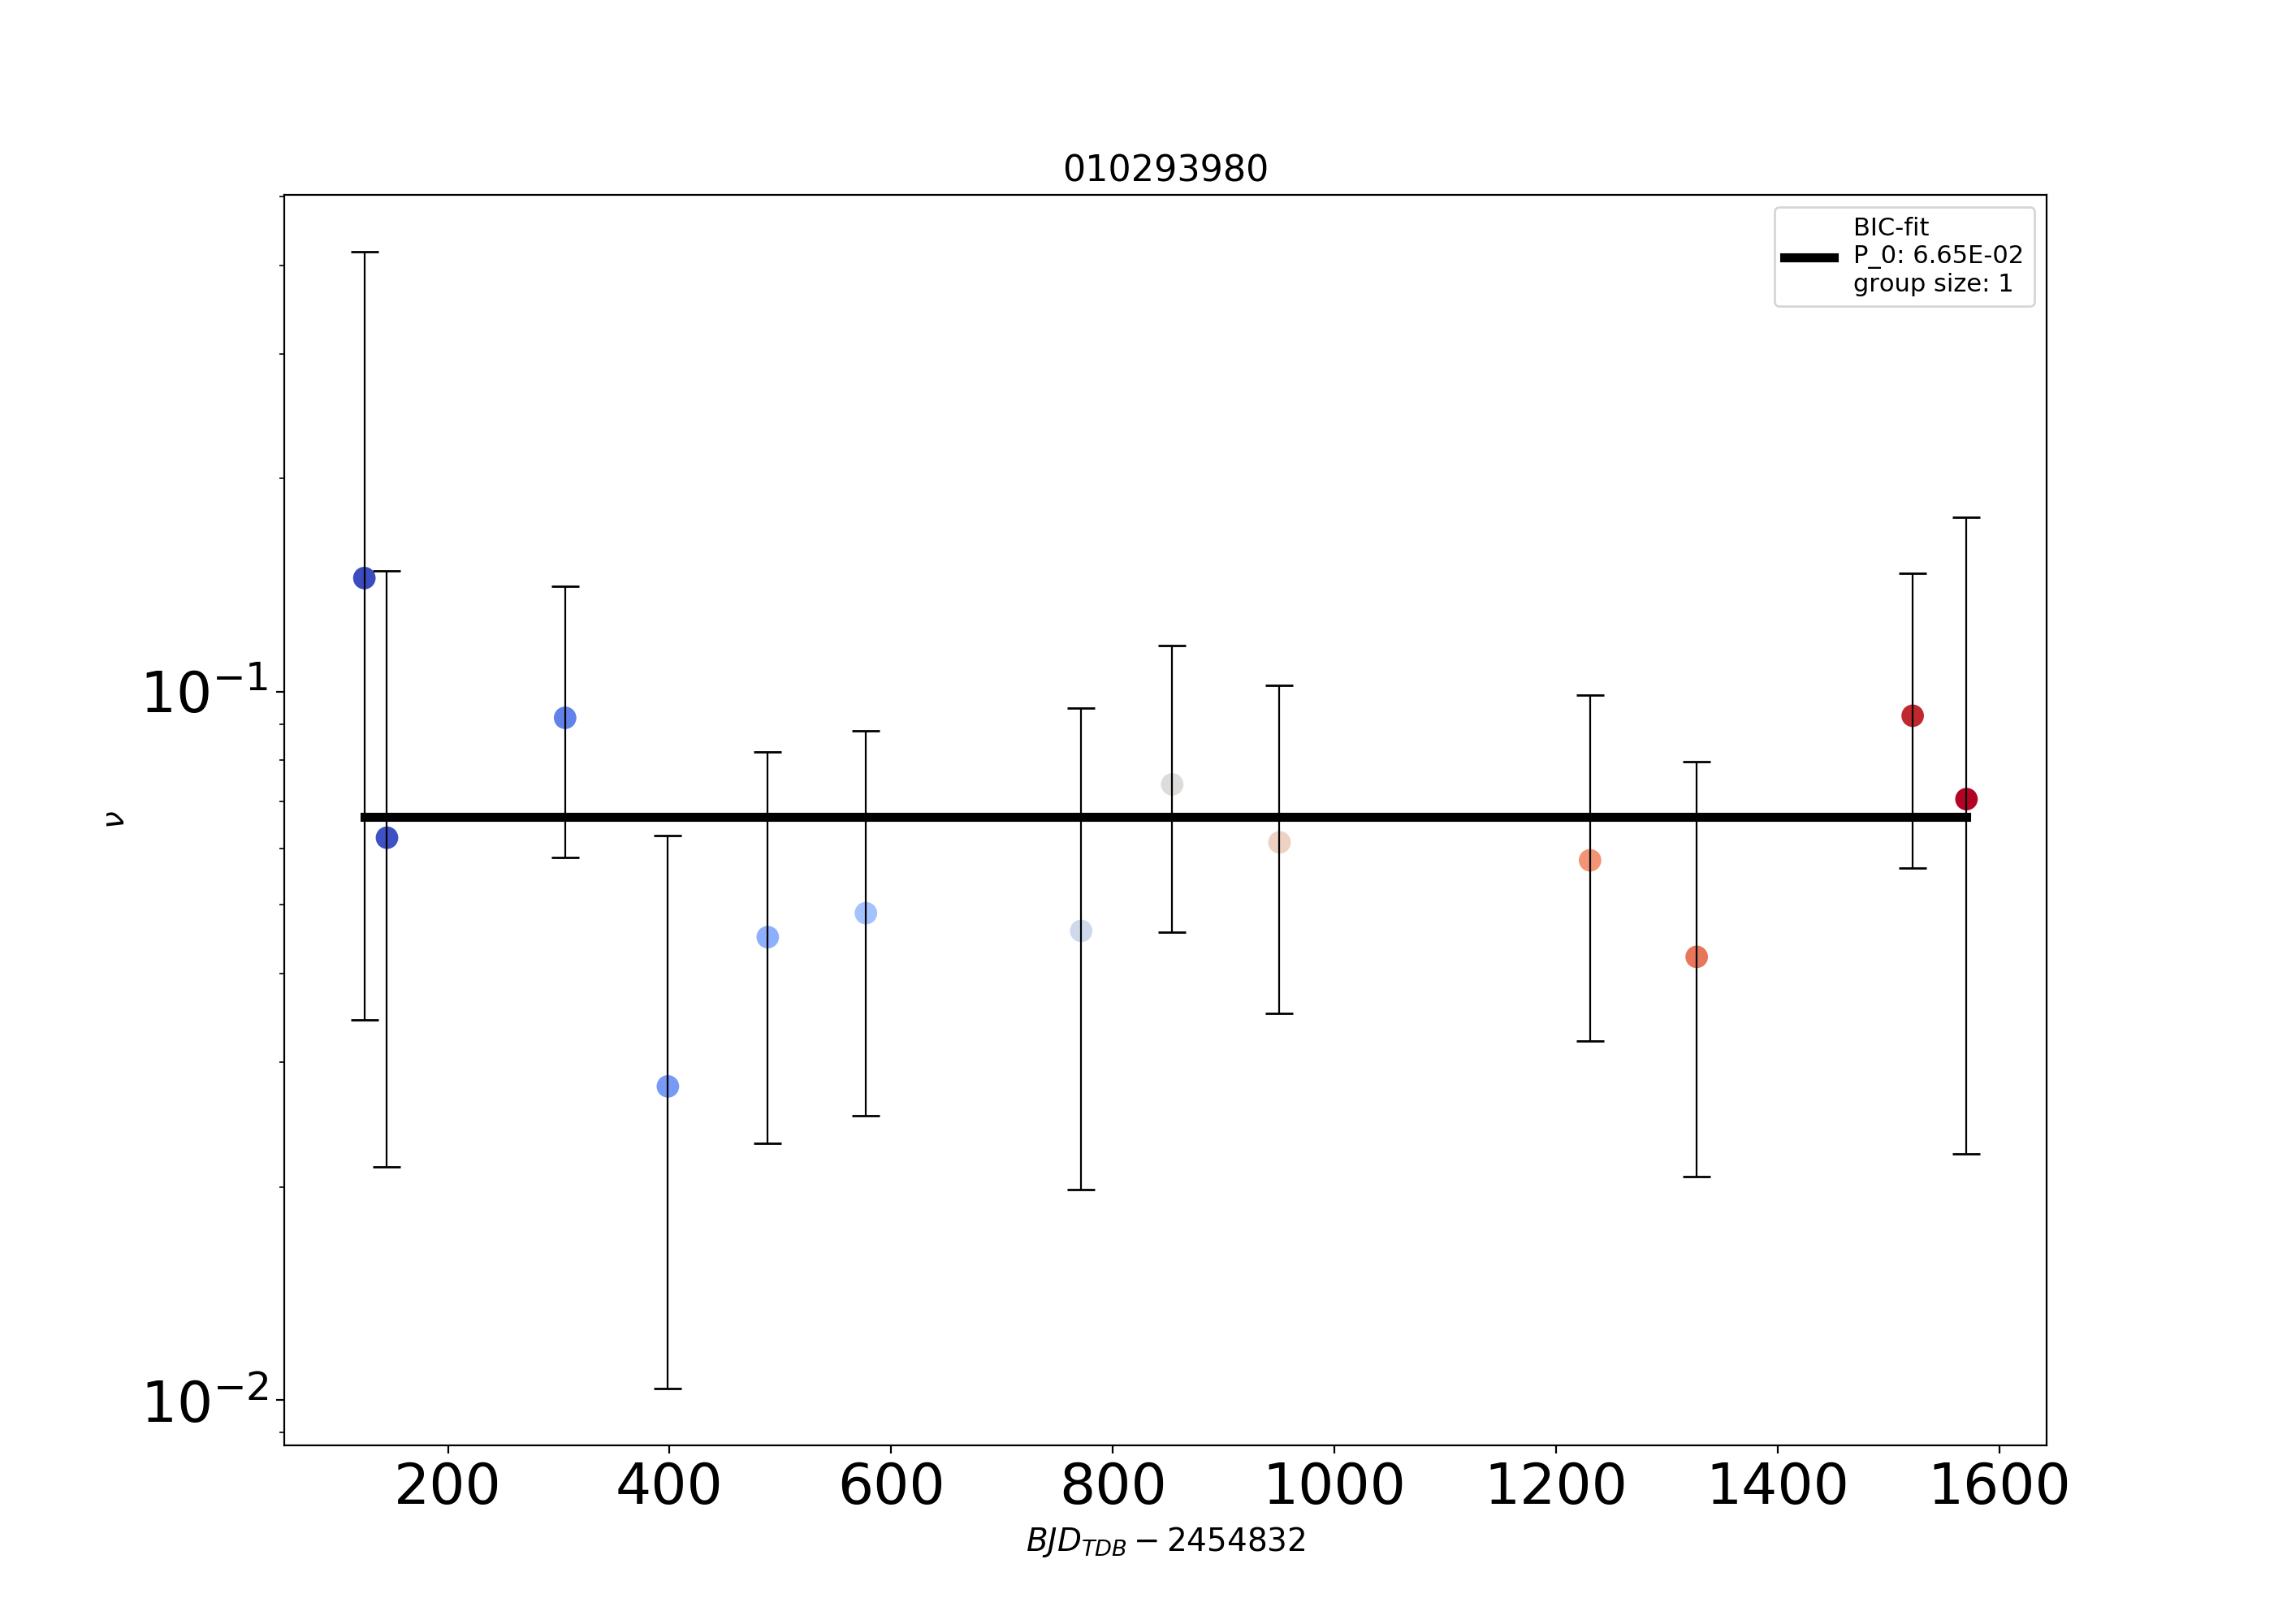 010293980
BIC-fit
P_0: 6.65E-02
group size: 1
10⁻¹
ν
10⁻²
200 400 600 800 1000 1200 1400 1600
BJD_TDB − 2454832